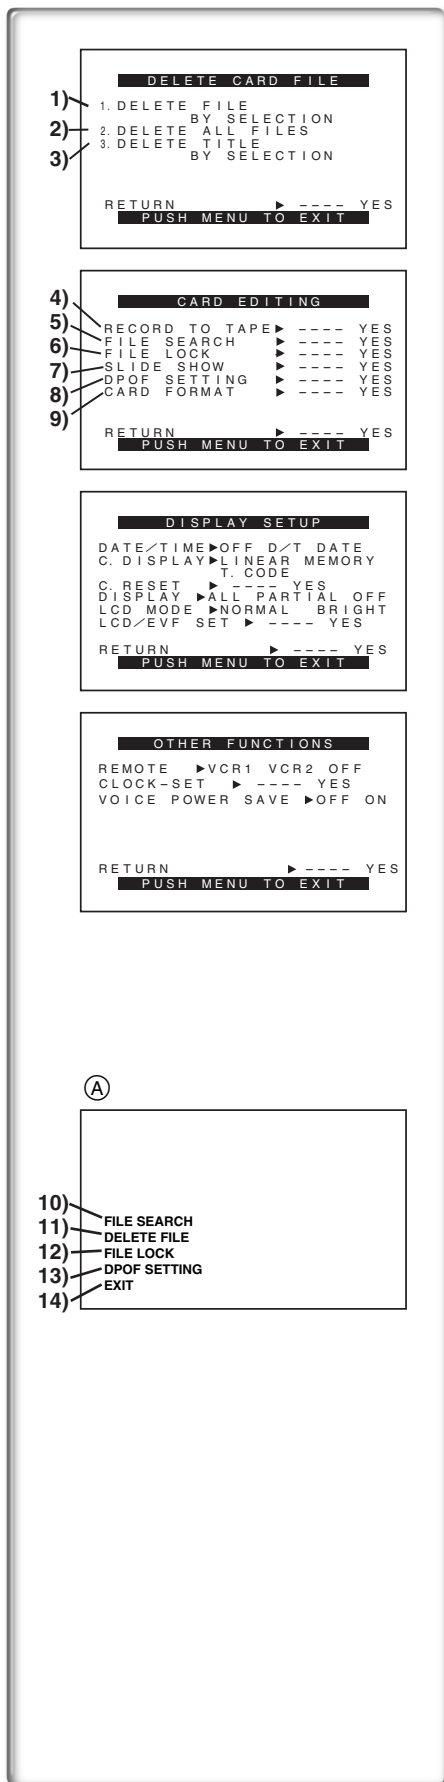 DELETE CARD FILE
1)
1. DELETE FILE
BY SELECTION
2)
2. DELETE ALL FILES
3)
3. DELETE TITLE
BY SELECTION
RETURN ▶ ---- YES
PUSH MENU TO EXIT
CARD EDITING
4)
RECORD TO TAPE▶ ---- YES
5)
FILE SEARCH ▶ ---- YES
6)
FILE LOCK ▶ ---- YES
7)
SLIDE SHOW ▶ ---- YES
8)
DPOF SETTING ▶ ---- YES
9)
CARD FORMAT ▶ ---- YES
RETURN ▶ ---- YES
PUSH MENU TO EXIT
DISPLAY SETUP
DATE/TIME▶OFF D/T DATE
C. DISPLAY▶LINEAR MEMORY
T. CODE
C. RESET ▶ ---- YES
DISPLAY ▶ALL PARTIAL OFF
LCD MODE ▶NORMAL BRIGHT
LCD/EVF SET ▶ ---- YES
RETURN ▶ ---- YES
PUSH MENU TO EXIT
OTHER FUNCTIONS
REMOTE ▶VCR1 VCR2 OFF
CLOCK-SET ▶ ---- YES
VOICE POWER SAVE ▶OFF ON
RETURN ▶ ---- YES
PUSH MENU TO EXIT
Ⓐ
10)
FILE SEARCH
11)
DELETE FILE
12)
FILE LOCK
13)
DPOF SETTING
14)
EXIT